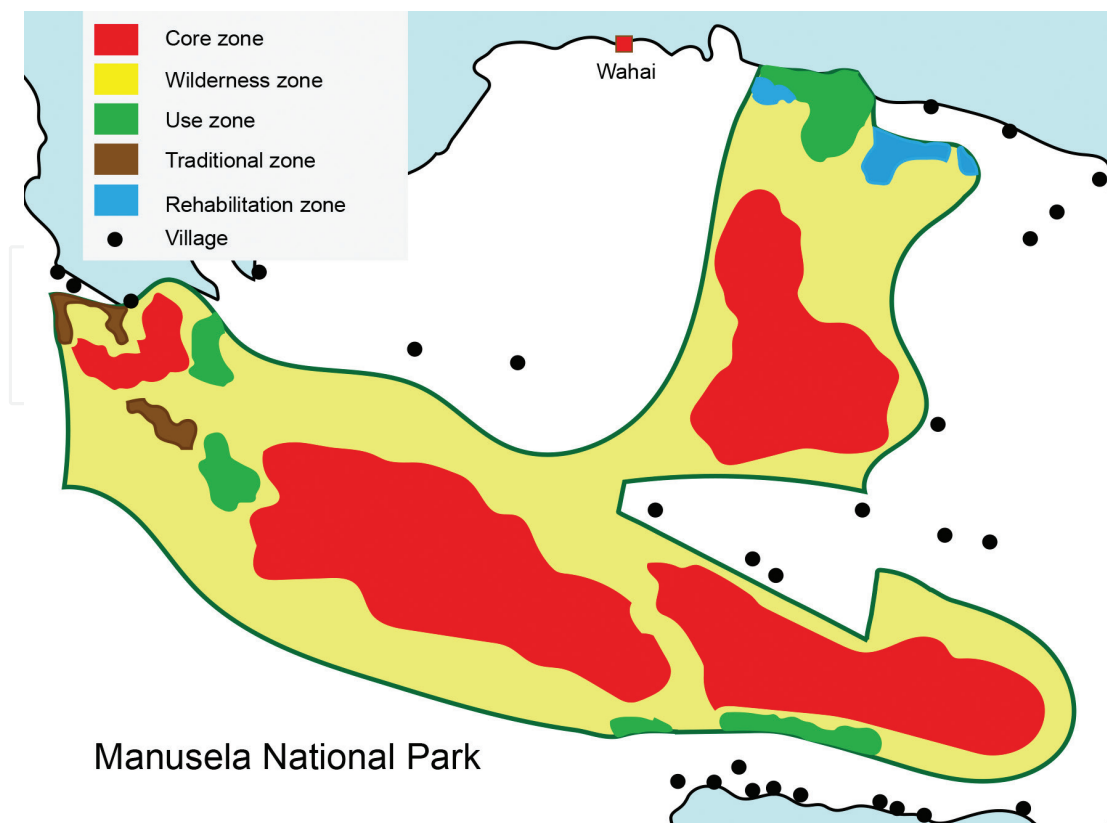 Core zone
Wilderness zone
Use zone
Traditional zone
Rehabilitation zone
Village
Wahai
Manusela National Park